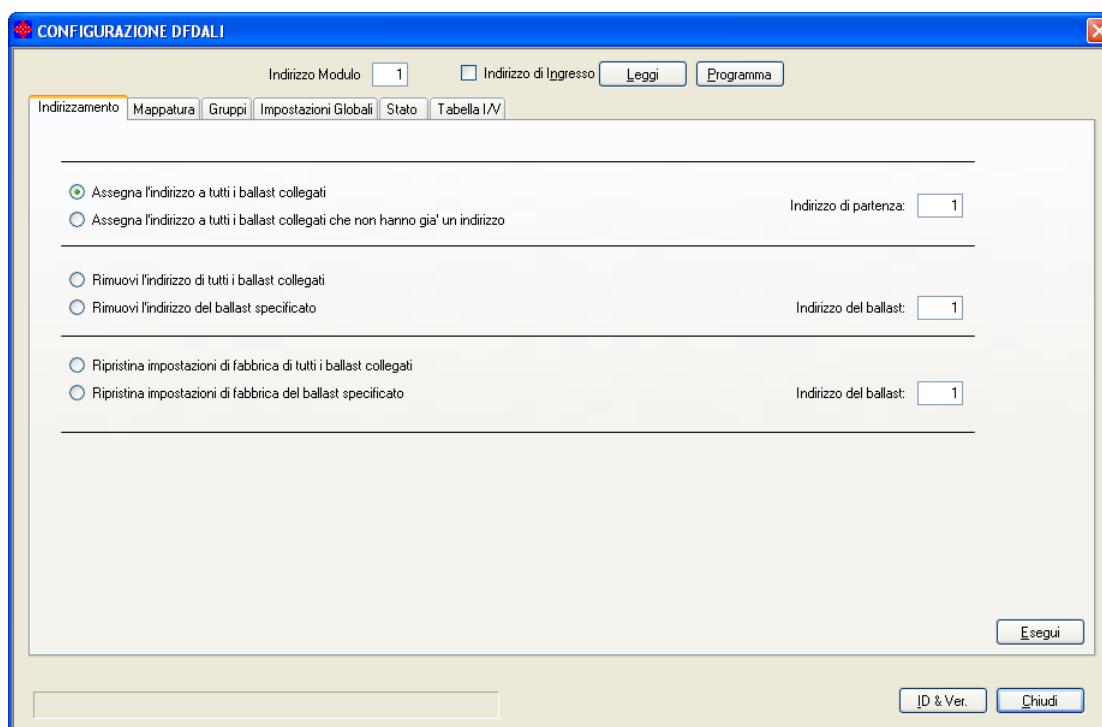 CONFIGURAZIONE DFDALI
Indirizzo Modulo 1 Indirizzo di Ingresso Leggi Programma
Indirizzamento Mappatura Gruppi Impostazioni Globali Stato Tabella I/V
Assegna l'indirizzo a tutti i ballast collegati
Indirizzo di partenza: 1
Assegna l'indirizzo a tutti i ballast collegati che non hanno gia' un indirizzo
Rimuovi l'indirizzo di tutti i ballast collegati
Rimuovi l'indirizzo del ballast specificato Indirizzo del ballast: 1
Ripristina impostazioni di fabbrica di tutti i ballast collegati
Ripristina impostazioni di fabbrica del ballast specificato Indirizzo del ballast: 1
Esegui
ID & Ver. Chiudi